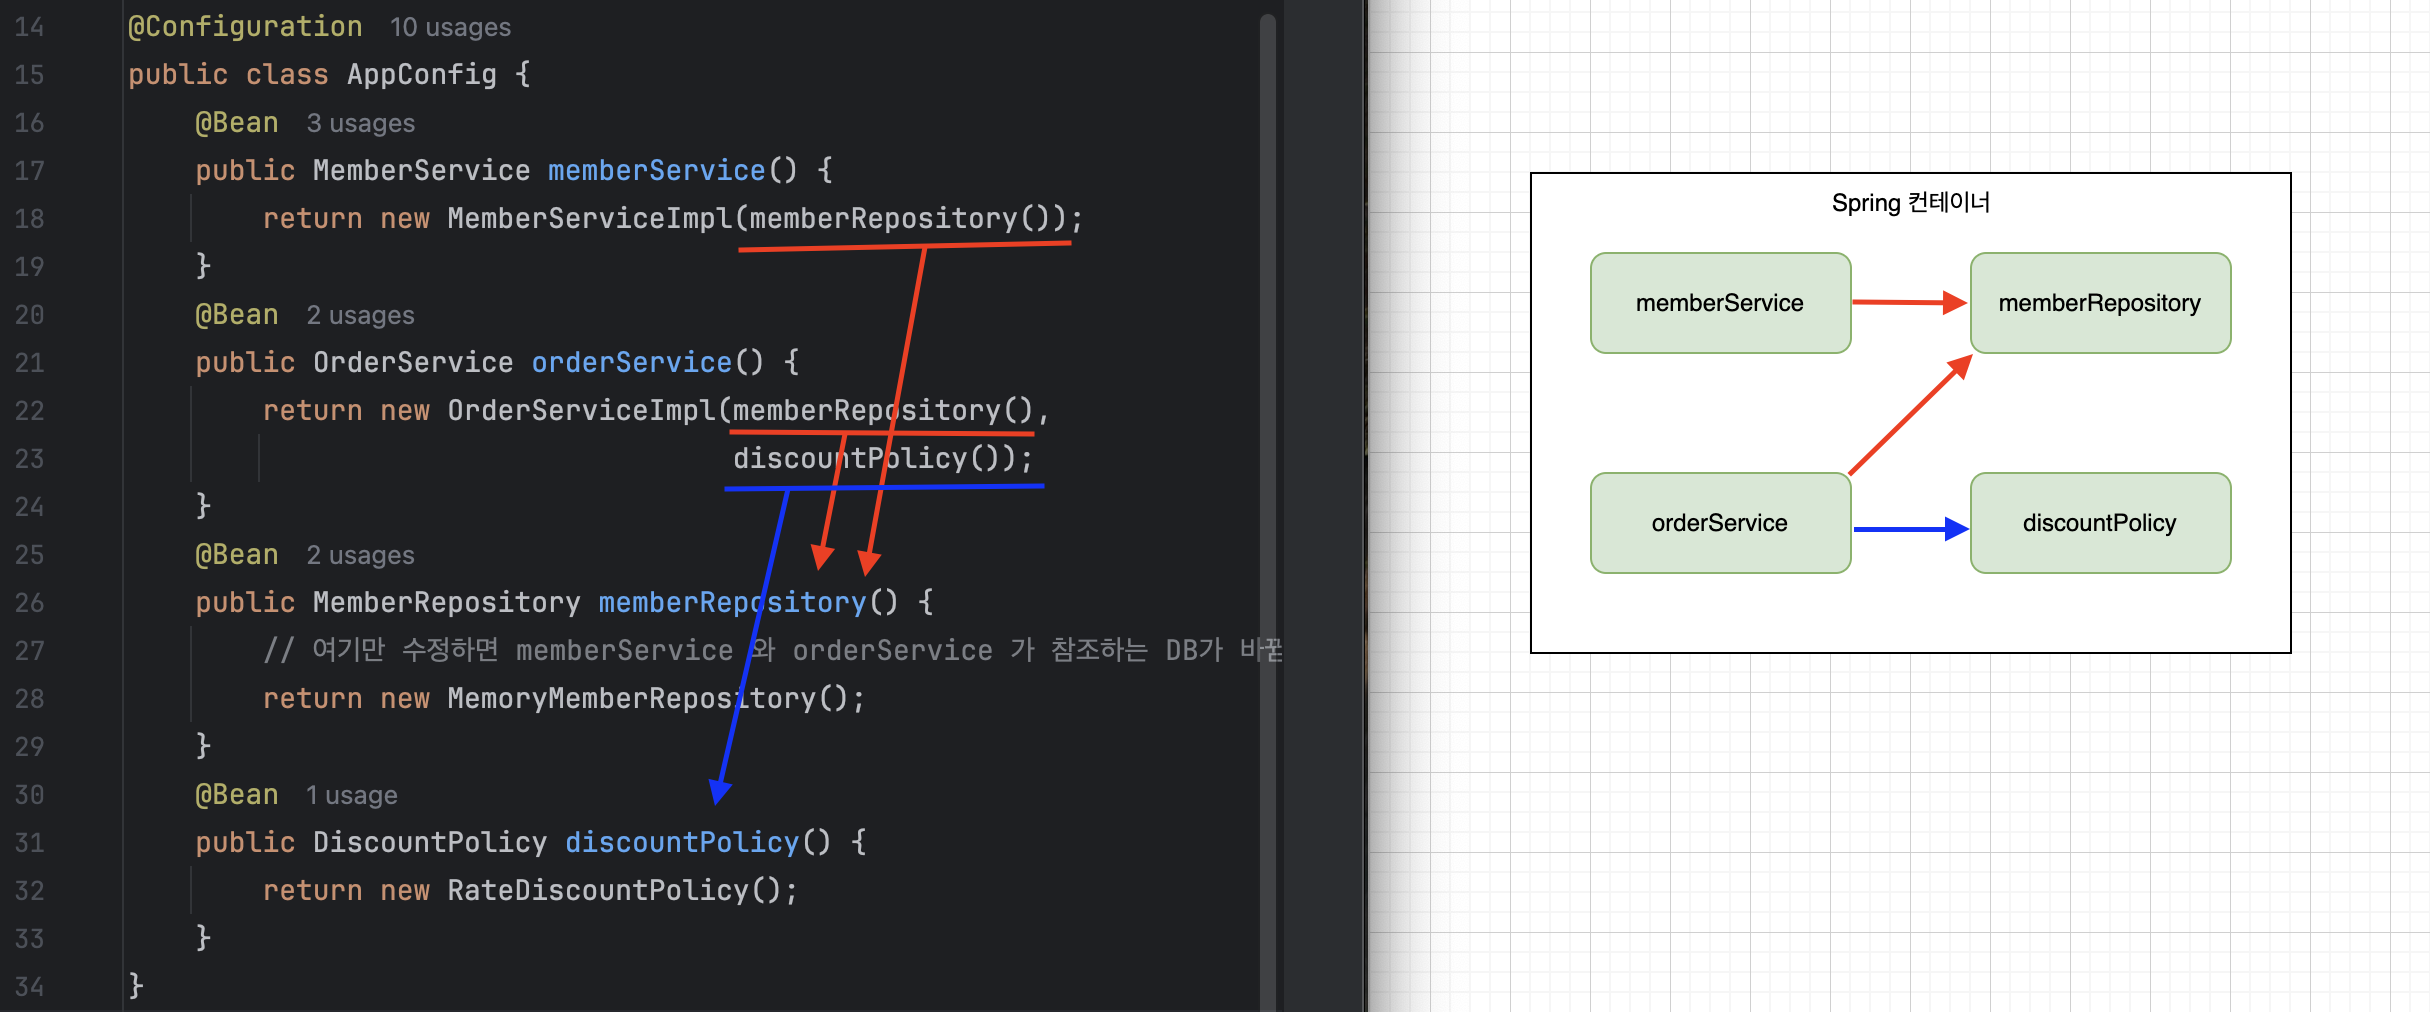 14 @Configuration 10 usages
15 public class AppConfig {
16 @Bean 3 usages
17 public MemberService memberService() {
18 return new MemberServiceImpl(memberRepository());
19 }
20 @Bean 2 usages
21 public OrderService orderService() {
22 return new OrderServiceImpl(memberRepository(),
23 discountPolicy());
24 }
25 @Bean 2 usages
26 public MemberRepository memberRepository() {
27 // 여기만 수정하면 memberService 와 orderService 가 참조하는 DB가 바뀜
28 return new MemoryMemberRepository();
29 }
30 @Bean 1 usage
31 public DiscountPolicy discountPolicy() {
32 return new RateDiscountPolicy();
33 }
34 }
Spring 컨테이너
memberService
memberRepository
orderService
discountPolicy